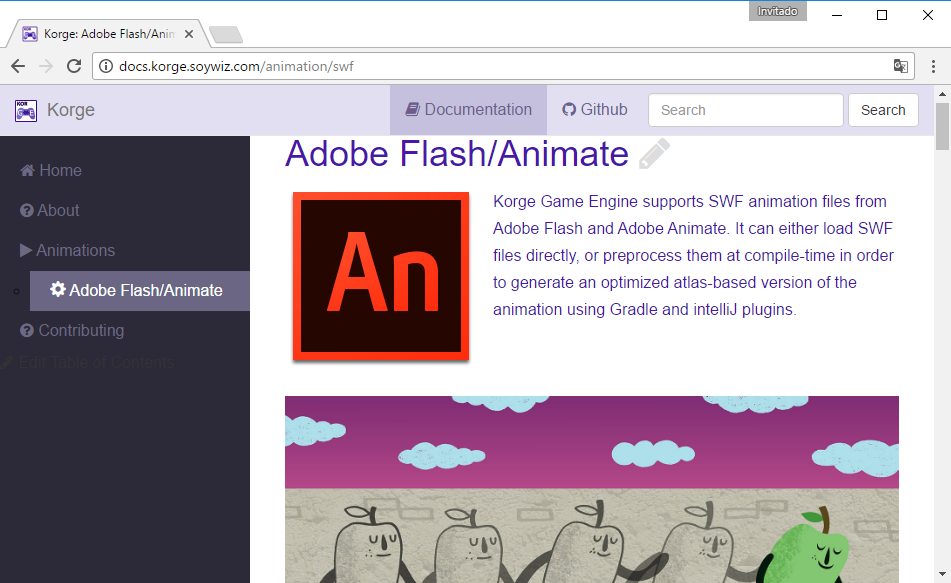 Invitado
Korge: Adobe Flash/Anim
docs.korge.soywiz.com/animation/swf
KOR
Korge
Documentation
Github
Search
Search
Home
About
Animations
Adobe Flash/Animate
Contributing
Edit Table of Contents
Adobe Flash/Animate
An
Korge Game Engine supports SWF animation files from
Adobe Flash and Adobe Animate. It can either load SWF
files directly, or preprocess them at compile-time in order
to generate an optimized atlas-based version of the
animation using Gradle and intelliJ plugins.